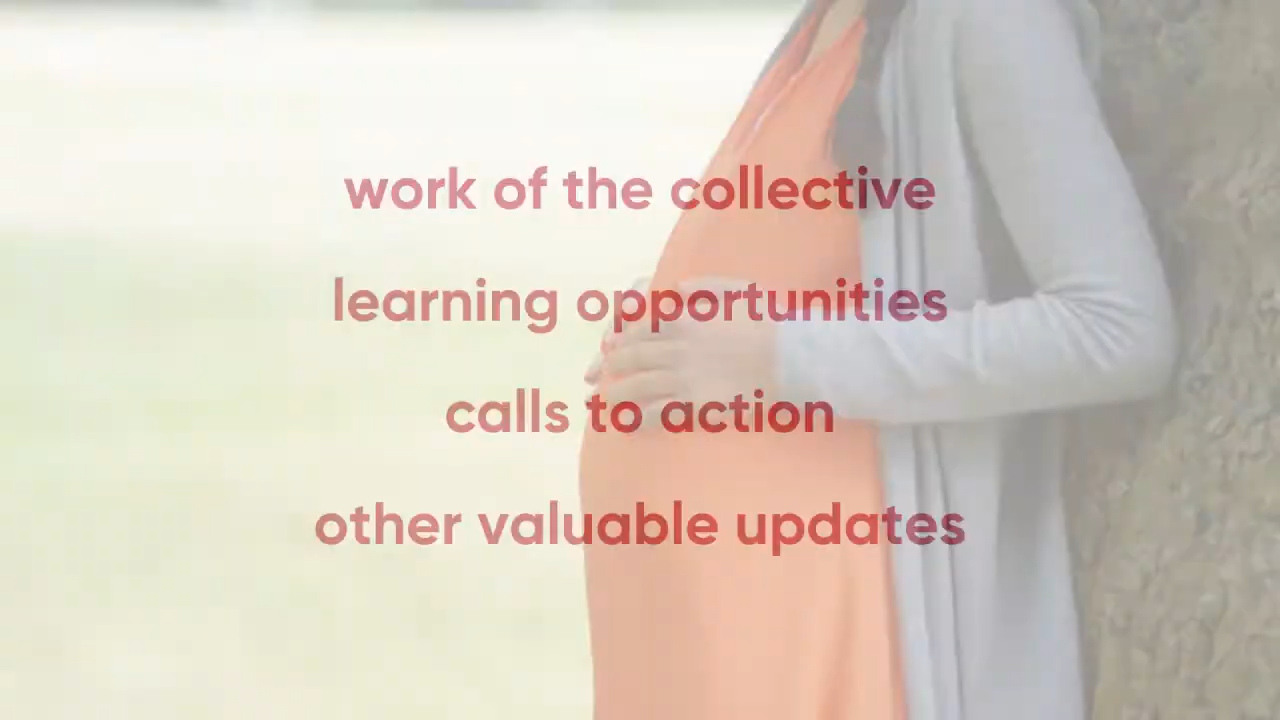 work of the collective
learning opportunities
calls to action
other valuable updates